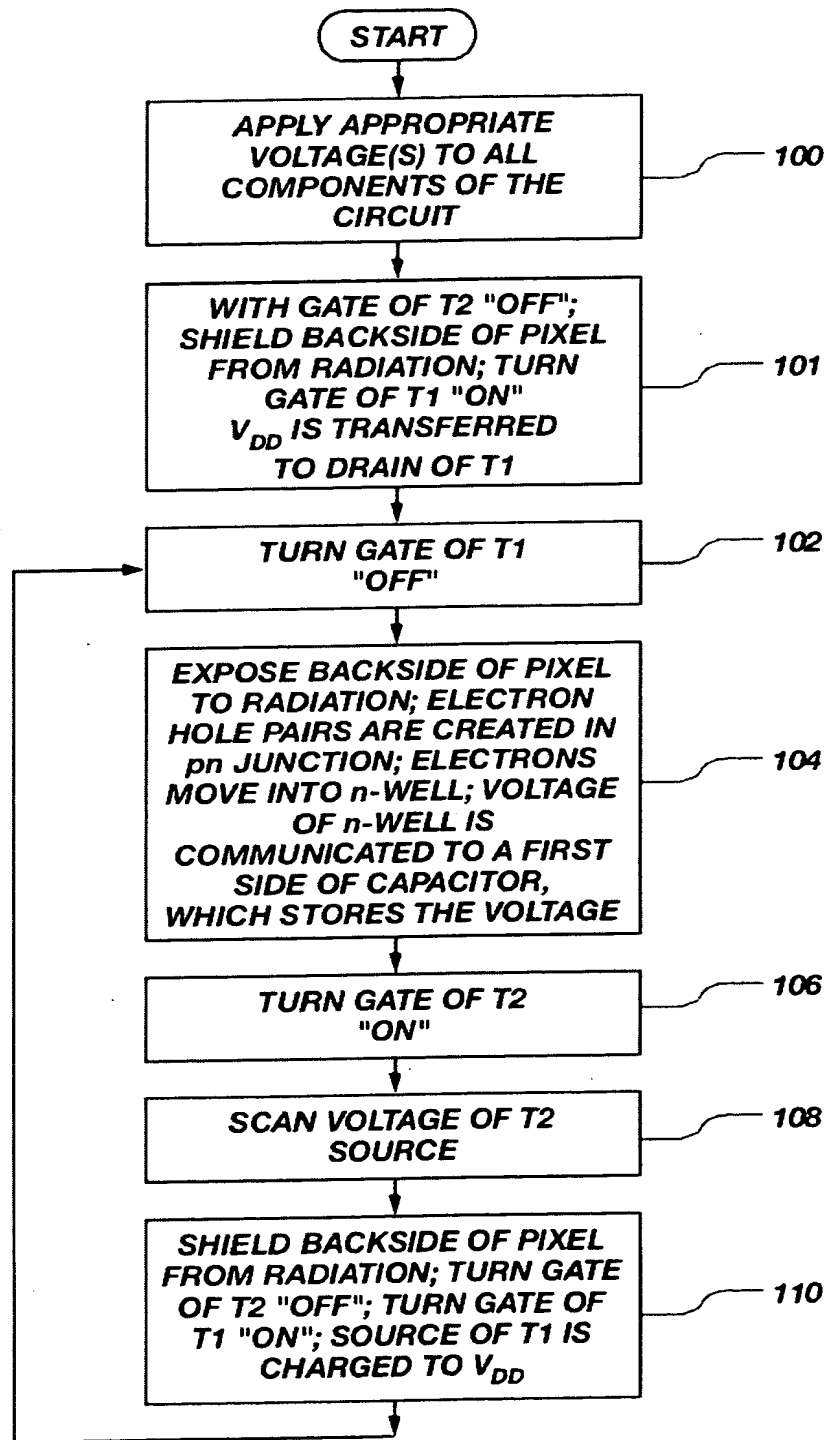 START
APPLY APPROPRIATE
VOLTAGE(S) TO ALL
COMPONENTS OF THE
CIRCUIT
100
WITH GATE OF T2 "OFF";
SHIELD BACKSIDE OF PIXEL
FROM RADIATION; TURN
GATE OF T1 "ON"
VDD IS TRANSFERRED
TO DRAIN OF T1
101
TURN GATE OF T1
"OFF"
102
EXPOSE BACKSIDE OF PIXEL
TO RADIATION; ELECTRON
HOLE PAIRS ARE CREATED IN
pn JUNCTION; ELECTRONS
MOVE INTO n-WELL; VOLTAGE
OF n-WELL IS
COMMUNICATED TO A FIRST
SIDE OF CAPACITOR,
WHICH STORES THE VOLTAGE
104
TURN GATE OF T2
"ON"
106
SCAN VOLTAGE OF T2
SOURCE
108
SHIELD BACKSIDE OF PIXEL
FROM RADIATION; TURN GATE
OF T2 "OFF"; TURN GATE OF
T1 "ON"; SOURCE OF T1 IS
CHARGED TO VDD
110